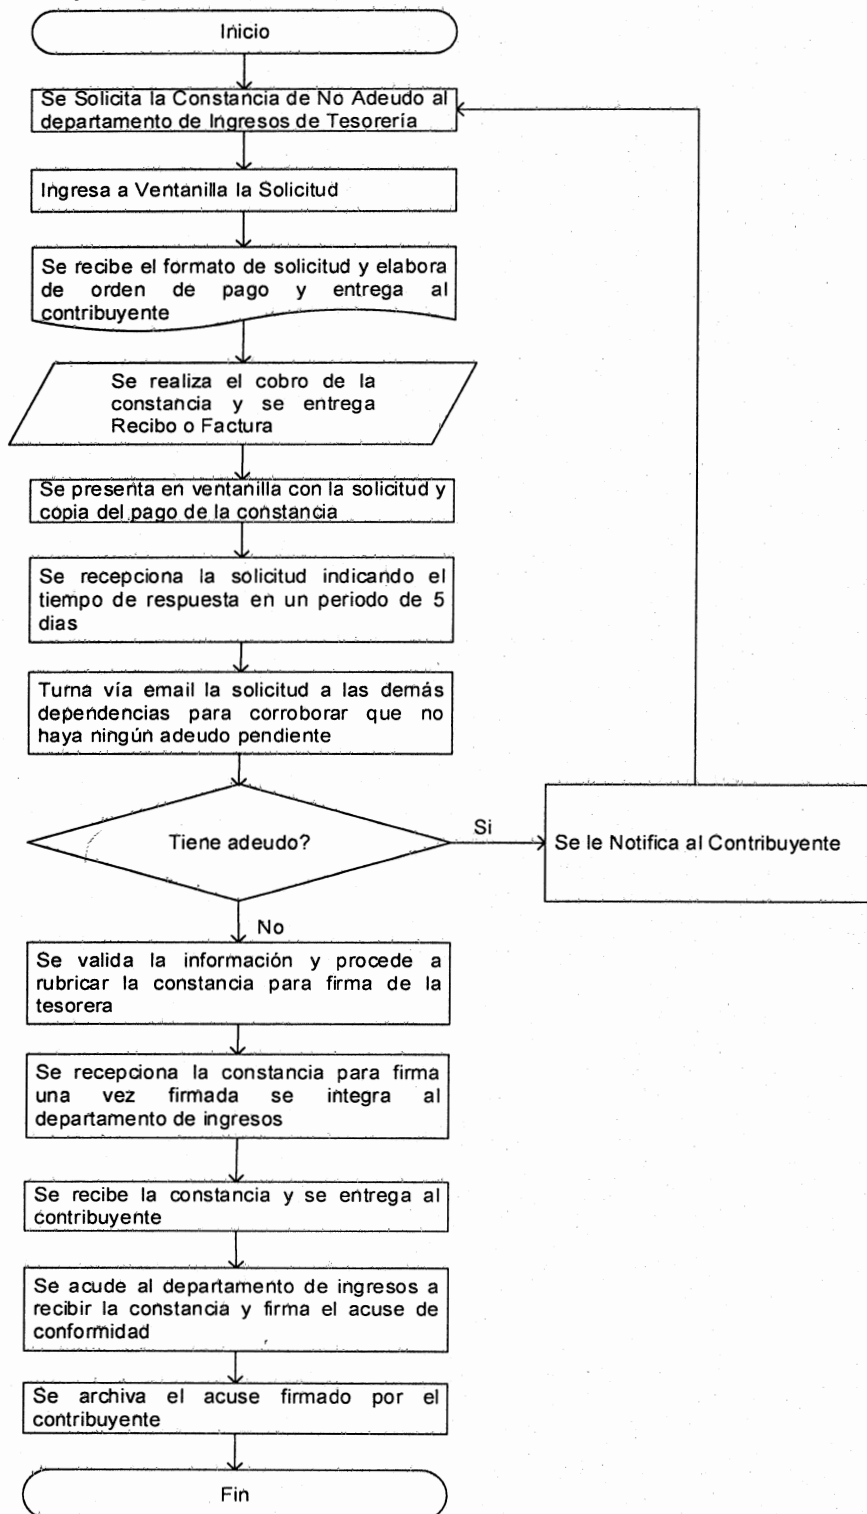 Inicio
Se Solicita la Constancia de No Adeudo al
departamento de Ingresos de Tesorería
Ingresa a Ventanilla la Solicitud
Se recibe el formato de solicitud y elabora
de orden de pago y entrega al
contribuyente
Se realiza el cobro de la
constancia y se entrega
Recibo o Factura
Se presenta en ventanilla con la solicitud y
copia del pago de la constancia
Se recepciona la solicitud indicando el
tiempo de respuesta en un periodo de 5
dias
Turna vía email la solicitud a las demás
dependencias para corroborar que no
haya ningún adeudo pendiente
Tiene adeudo?
Si
Se le Notifica al Contribuyente
No
Se valida la información y procede a
rubricar la constancia para firma de la
tesorera
Se recepciona la constancia para firma
una vez firmada se integra al
departamento de ingresos
Se recibe la constancia y se entrega al
contribuyente
Se acude al departamento de ingresos a
recibir la constancia y firma el acuse de
conformidad
Se archiva el acuse firmado por el
contribuyente
Fin